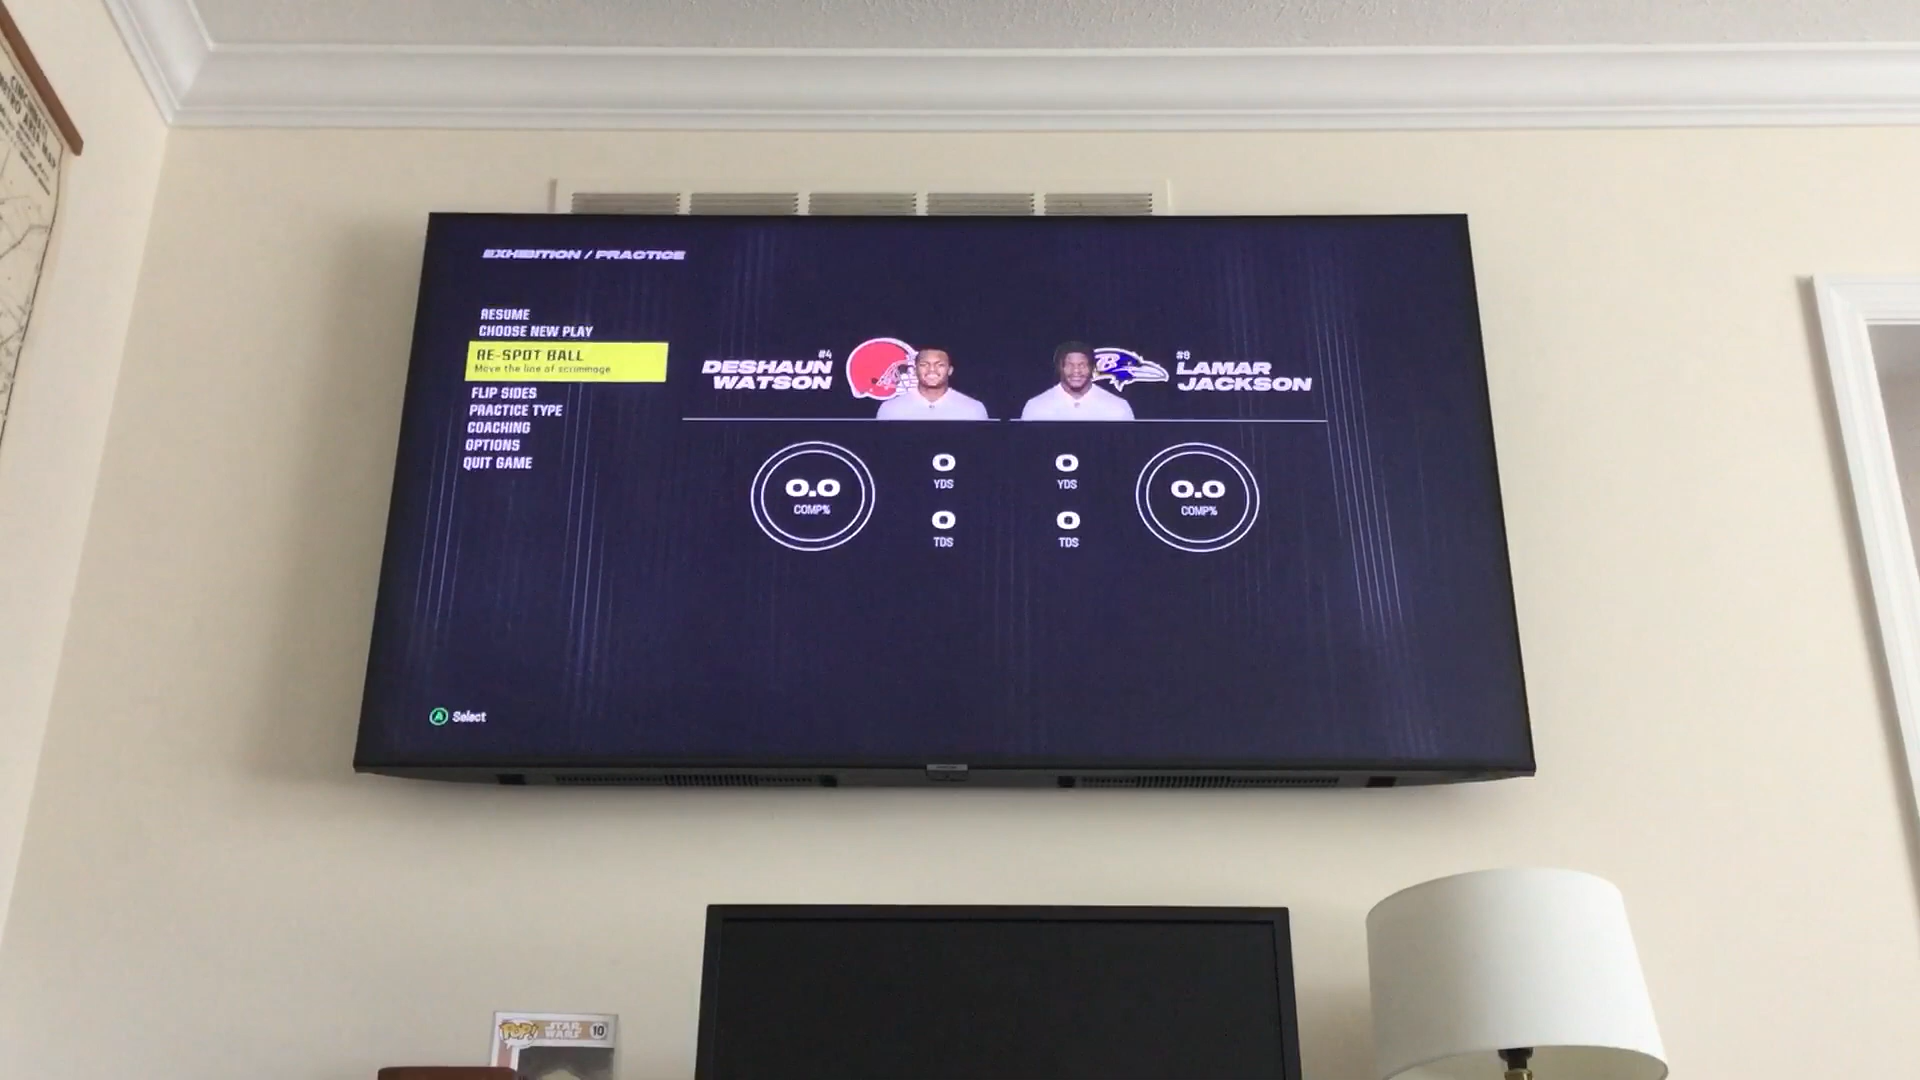 EXHIBITION / PRACTICE
RESUME
CHOOSE NEW PLAY
RE-SPOT BALL
Move the line of scrimmage
FLIP SIDES
PRACTICE TYPE
COACHING
OPTIONS
QUIT GAME
#4
DESHAUN
WATSON
#8
LAMAR
JACKSON
B
0.0
COMP%
0
YDS
0
TDS
0
YDS
0
TDS
0.0
COMP%
A Select
POP! STAR WARS 10